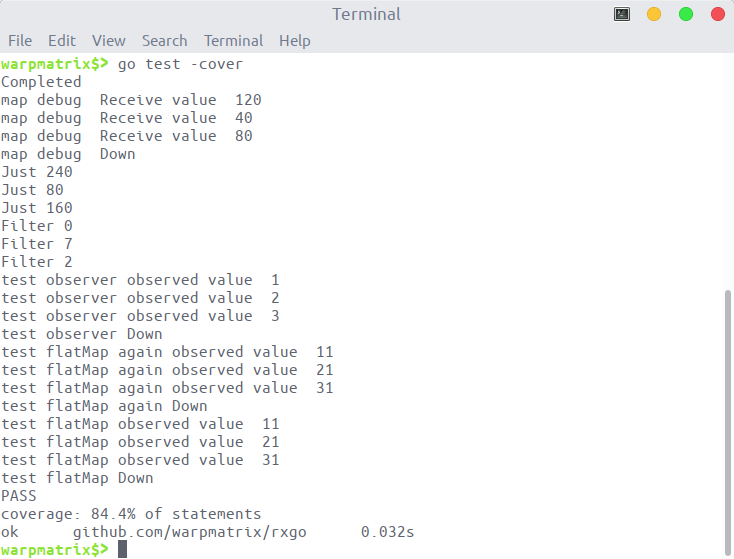 Terminal
File Edit View Search Terminal Help
warpmatrix$> go test -cover
Completed
map debug  Receive value  120
map debug  Receive value  40
map debug  Receive value  80
map debug  Down
Just 240
Just 80
Just 160
Filter 0
Filter 7
Filter 2
test observer observed value  1
test observer observed value  2
test observer observed value  3
test observer Down
test flatMap again observed value  11
test flatMap again observed value  21
test flatMap again observed value  31
test flatMap again Down
test flatMap observed value  11
test flatMap observed value  21
test flatMap observed value  31
test flatMap Down
PASS
coverage: 84.4% of statements
ok      github.com/warpmatrix/rxgo      0.032s
warpmatrix$>